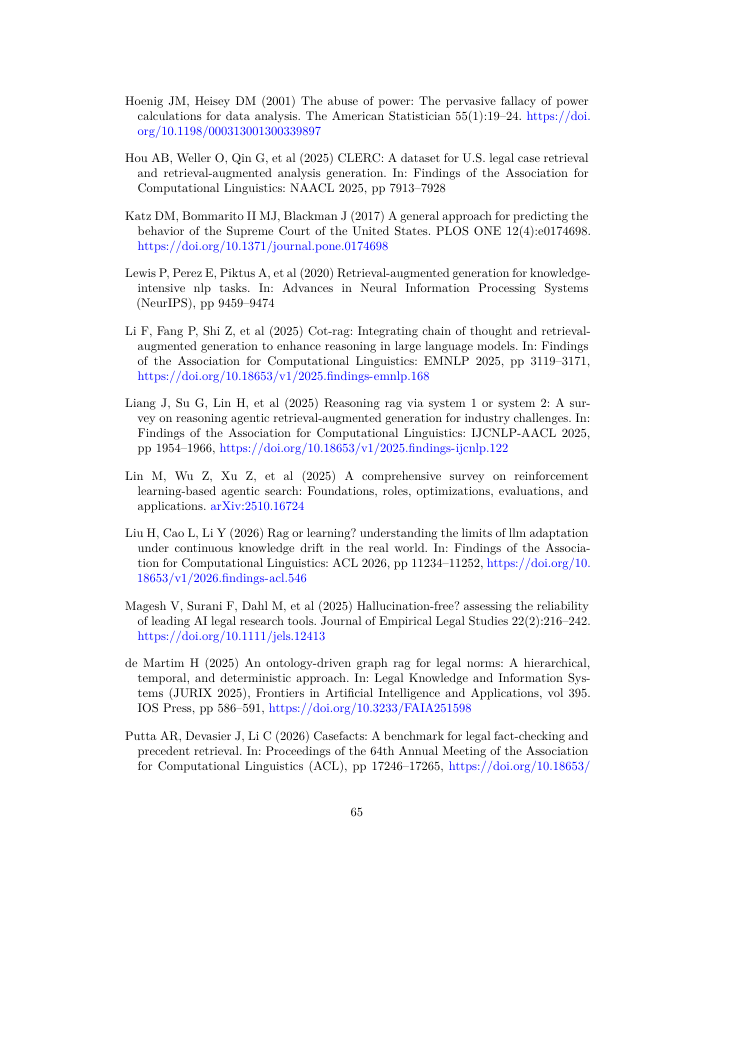 Hoenig JM, Heisey DM (2001) The abuse of power: The pervasive fallacy of power
calculations for data analysis. The American Statistician 55(1):19–24. https://doi.
org/10.1198/000313001300339897
Hou AB, Weller O, Qin G, et al (2025) CLERC: A dataset for U.S. legal case retrieval
and retrieval-augmented analysis generation. In: Findings of the Association for
Computational Linguistics: NAACL 2025, pp 7913–7928
Katz DM, Bommarito II MJ, Blackman J (2017) A general approach for predicting the
behavior of the Supreme Court of the United States. PLOS ONE 12(4):e0174698.
https://doi.org/10.1371/journal.pone.0174698
Lewis P, Perez E, Piktus A, et al (2020) Retrieval-augmented generation for knowledge-
intensive nlp tasks. In: Advances in Neural Information Processing Systems
(NeurIPS), pp 9459–9474
Li F, Fang P, Shi Z, et al (2025) Cot-rag: Integrating chain of thought and retrieval-
augmented generation to enhance reasoning in large language models. In: Findings
of the Association for Computational Linguistics: EMNLP 2025, pp 3119–3171,
https://doi.org/10.18653/v1/2025.findings-emnlp.168
Liang J, Su G, Lin H, et al (2025) Reasoning rag via system 1 or system 2: A sur-
vey on reasoning agentic retrieval-augmented generation for industry challenges. In:
Findings of the Association for Computational Linguistics: IJCNLP-AACL 2025,
pp 1954–1966, https://doi.org/10.18653/v1/2025.findings-ijcnlp.122
Lin M, Wu Z, Xu Z, et al (2025) A comprehensive survey on reinforcement
learning-based agentic search: Foundations, roles, optimizations, evaluations, and
applications. arXiv:2510.16724
Liu H, Cao L, Li Y (2026) Rag or learning? understanding the limits of llm adaptation
under continuous knowledge drift in the real world. In: Findings of the Associa-
tion for Computational Linguistics: ACL 2026, pp 11234–11252, https://doi.org/10.
18653/v1/2026.findings-acl.546
Magesh V, Surani F, Dahl M, et al (2025) Hallucination-free? assessing the reliability
of leading AI legal research tools. Journal of Empirical Legal Studies 22(2):216–242.
https://doi.org/10.1111/jels.12413
de Martim H (2025) An ontology-driven graph rag for legal norms: A hierarchical,
temporal, and deterministic approach. In: Legal Knowledge and Information Sys-
tems (JURIX 2025), Frontiers in Artificial Intelligence and Applications, vol 395.
IOS Press, pp 586–591, https://doi.org/10.3233/FAIA251598
Putta AR, Devasier J, Li C (2026) Casefacts: A benchmark for legal fact-checking and
precedent retrieval. In: Proceedings of the 64th Annual Meeting of the Association
for Computational Linguistics (ACL), pp 17246–17265, https://doi.org/10.18653/
65